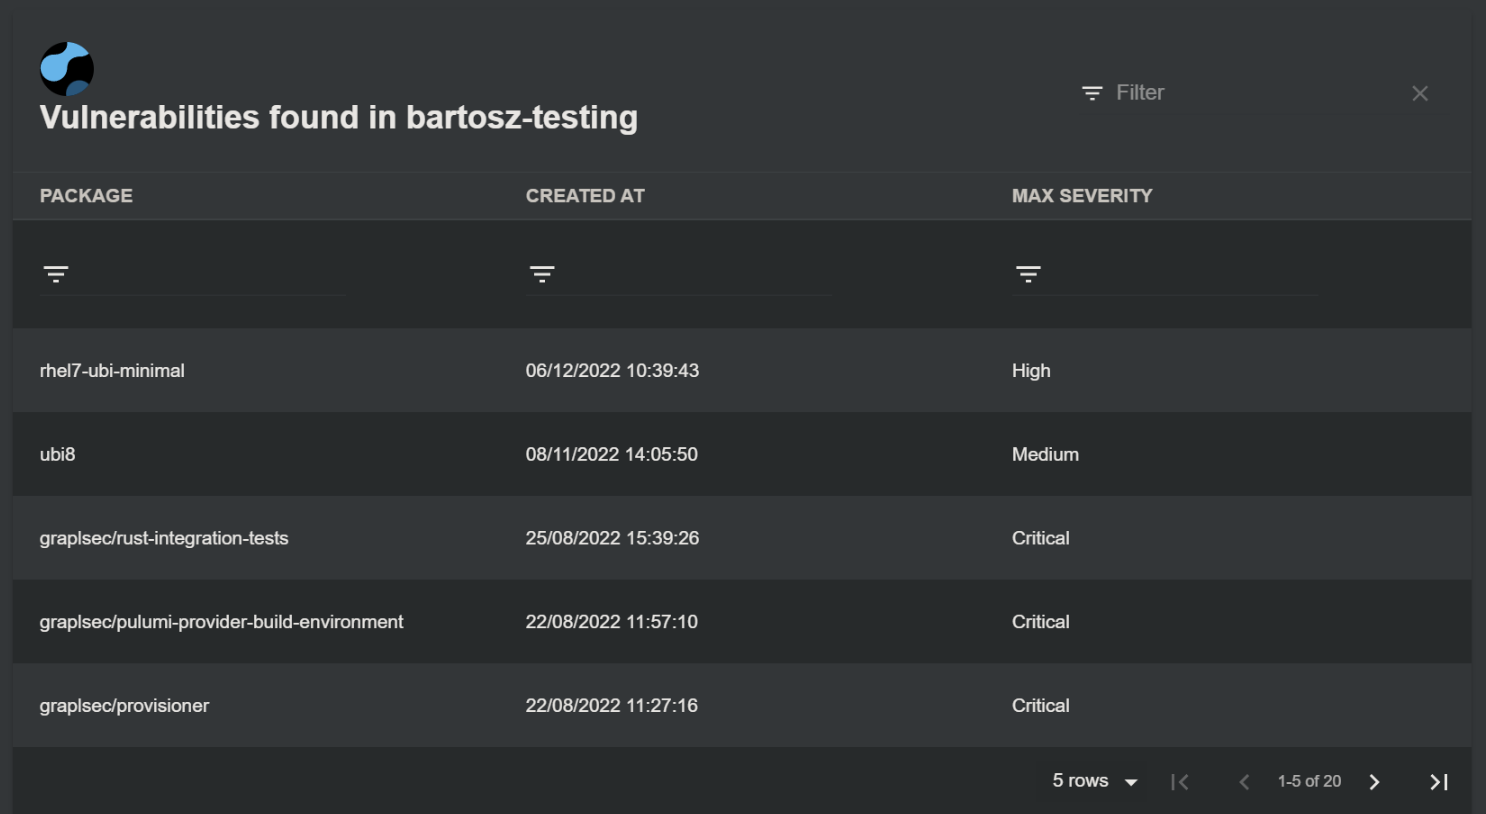 Vulnerabilities found in bartosz-testing
Filter
PACKAGE CREATED AT MAX SEVERITY
rhel7-ubi-minimal 06/12/2022 10:39:43 High
ubi8 08/11/2022 14:05:50 Medium
graplsec/rust-integration-tests 25/08/2022 15:39:26 Critical
graplsec/pulumi-provider-build-environment 22/08/2022 11:57:10 Critical
graplsec/provisioner 22/08/2022 11:27:16 Critical
5 rows 1-5 of 20